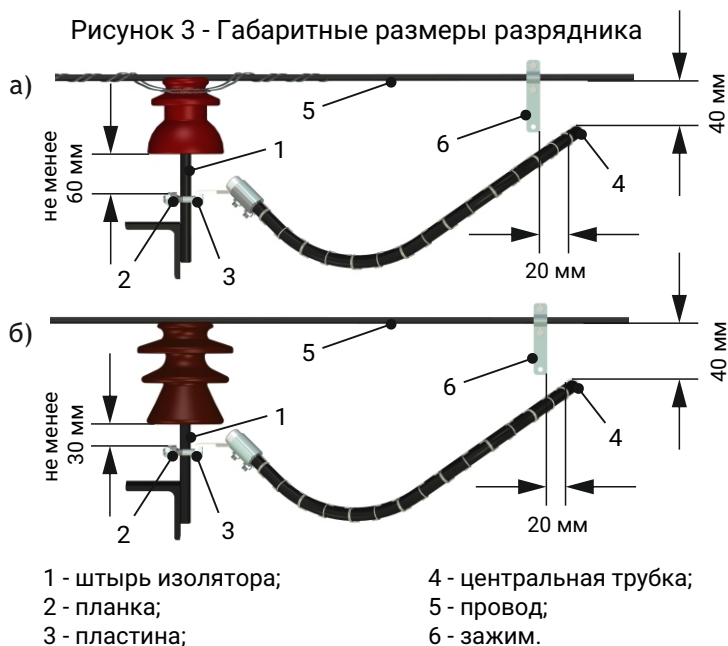 Рисунок 3 - Габаритные размеры разрядника
а)
5
6
4
40 мм
1
не менее
60 мм
2
3
20 мм
б)
5
6
4
40 мм
1
не менее
30 мм
2
3
20 мм
1 - штырь изолятора;
2 - планка;
3 - пластина;
4 - центральная трубка;
5 - провод;
6 - зажим.